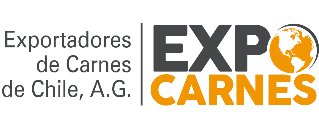 Exportadores
de Carnes
de Chile, A.G.
EXPO
CARNES